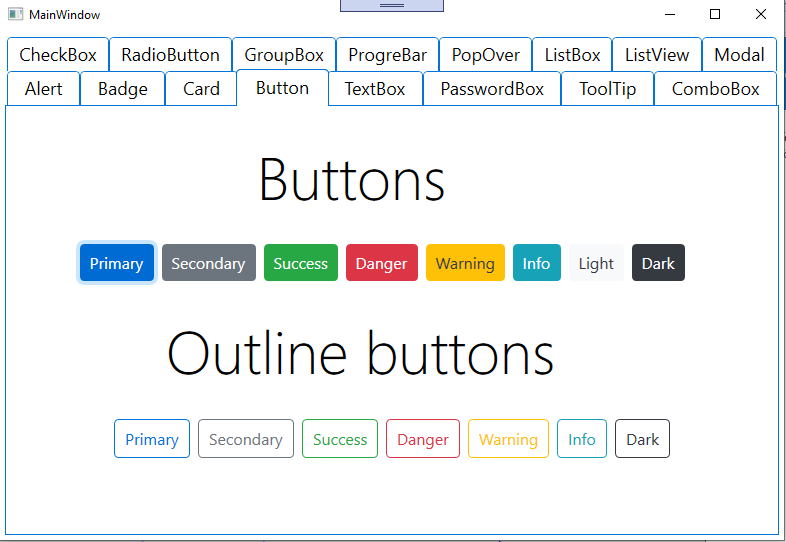 MainWindow
CheckBox RadioButton GroupBox ProgreBar PopOver ListBox ListView Modal
Alert Badge Card Button TextBox PasswordBox ToolTip ComboBox
Buttons
Primary Secondary Success Danger Warning Info Light Dark
Outline buttons
Primary Secondary Success Danger Warning Info Dark